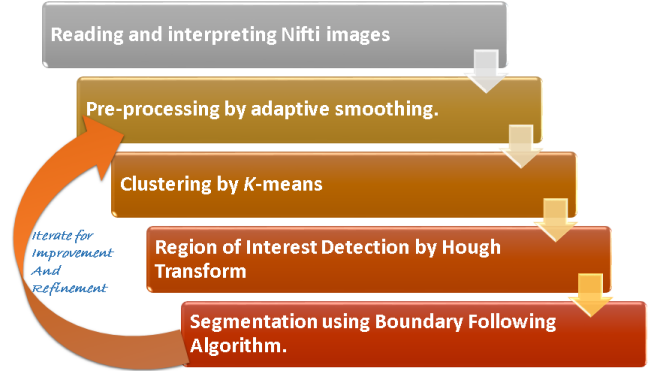 Reading and interpreting Nifti images
Pre-processing by adaptive smoothing.
Clustering by K-means
Region of Interest Detection by Hough
Transform
Segmentation using Boundary Following
Algorithm.
Iterate for
Improvement
And
Refinement